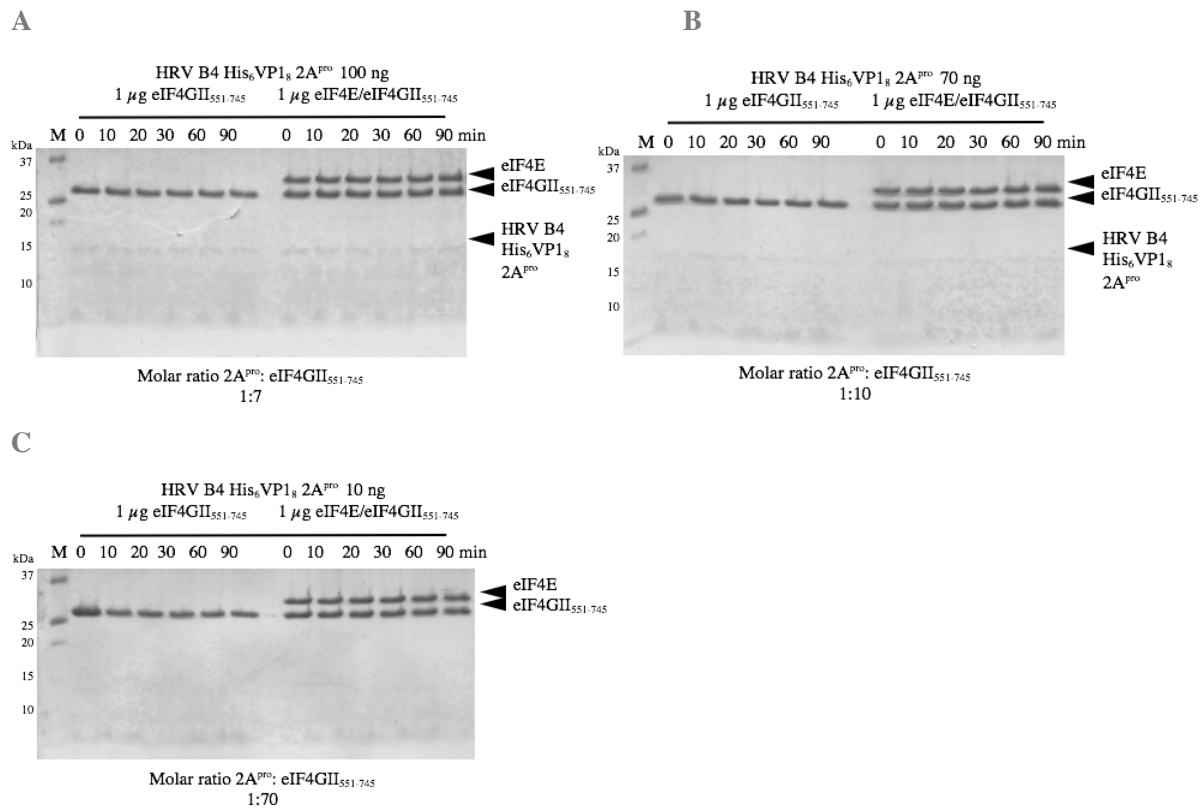 A
HRV B4 His₆VP1₈ 2Aᵖʳᵒ 100 ng
1 µg eIF4GII₅₅₁₋₇₄₅ 1 µg eIF4E/eIF4GII₅₅₁₋₇₄₅
M 0 10 20 30 60 90 0 10 20 30 60 90 min
kDa
37
25
20
15
10
eIF4E
eIF4GII₅₅₁₋₇₄₅
HRV B4
His₆VP1₈
2Aᵖʳᵒ
Molar ratio 2Aᵖʳᵒ: eIF4GII₅₅₁₋₇₄₅
1:7
B
HRV B4 His₆VP1₈ 2Aᵖʳᵒ 70 ng
1 µg eIF4GII₅₅₁₋₇₄₅ 1 µg eIF4E/eIF4GII₅₅₁₋₇₄₅
M 0 10 20 30 60 90 0 10 20 30 60 90 min
kDa
37
25
20
15
10
eIF4E
eIF4GII₅₅₁₋₇₄₅
HRV B4
His₆VP1₈
2Aᵖʳᵒ
Molar ratio 2Aᵖʳᵒ: eIF4GII₅₅₁₋₇₄₅
1:10
C
HRV B4 His₆VP1₈ 2Aᵖʳᵒ 10 ng
1 µg eIF4GII₅₅₁₋₇₄₅ 1 µg eIF4E/eIF4GII₅₅₁₋₇₄₅
M 0 10 20 30 60 90 0 10 20 30 60 90 min
kDa
37
25
20
15
10
eIF4E
eIF4GII₅₅₁₋₇₄₅
Molar ratio 2Aᵖʳᵒ: eIF4GII₅₅₁₋₇₄₅
1:70